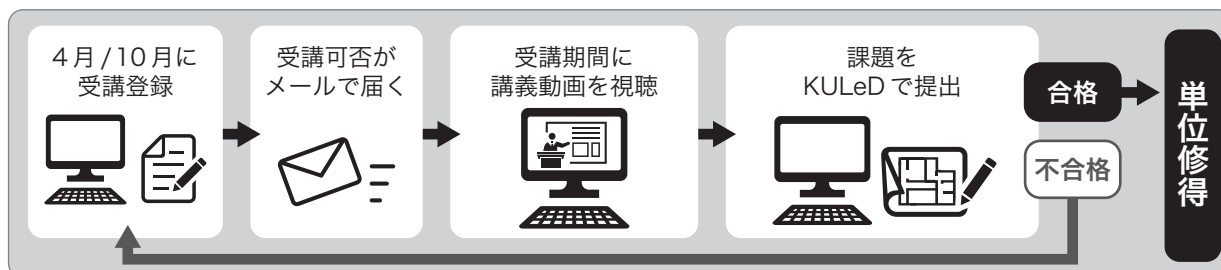 4月/10月に
受講登録
受講可否が
メールで届く
受講期間に
講義動画を視聴
課題を
KULeDで提出
合格
不合格
単位修得